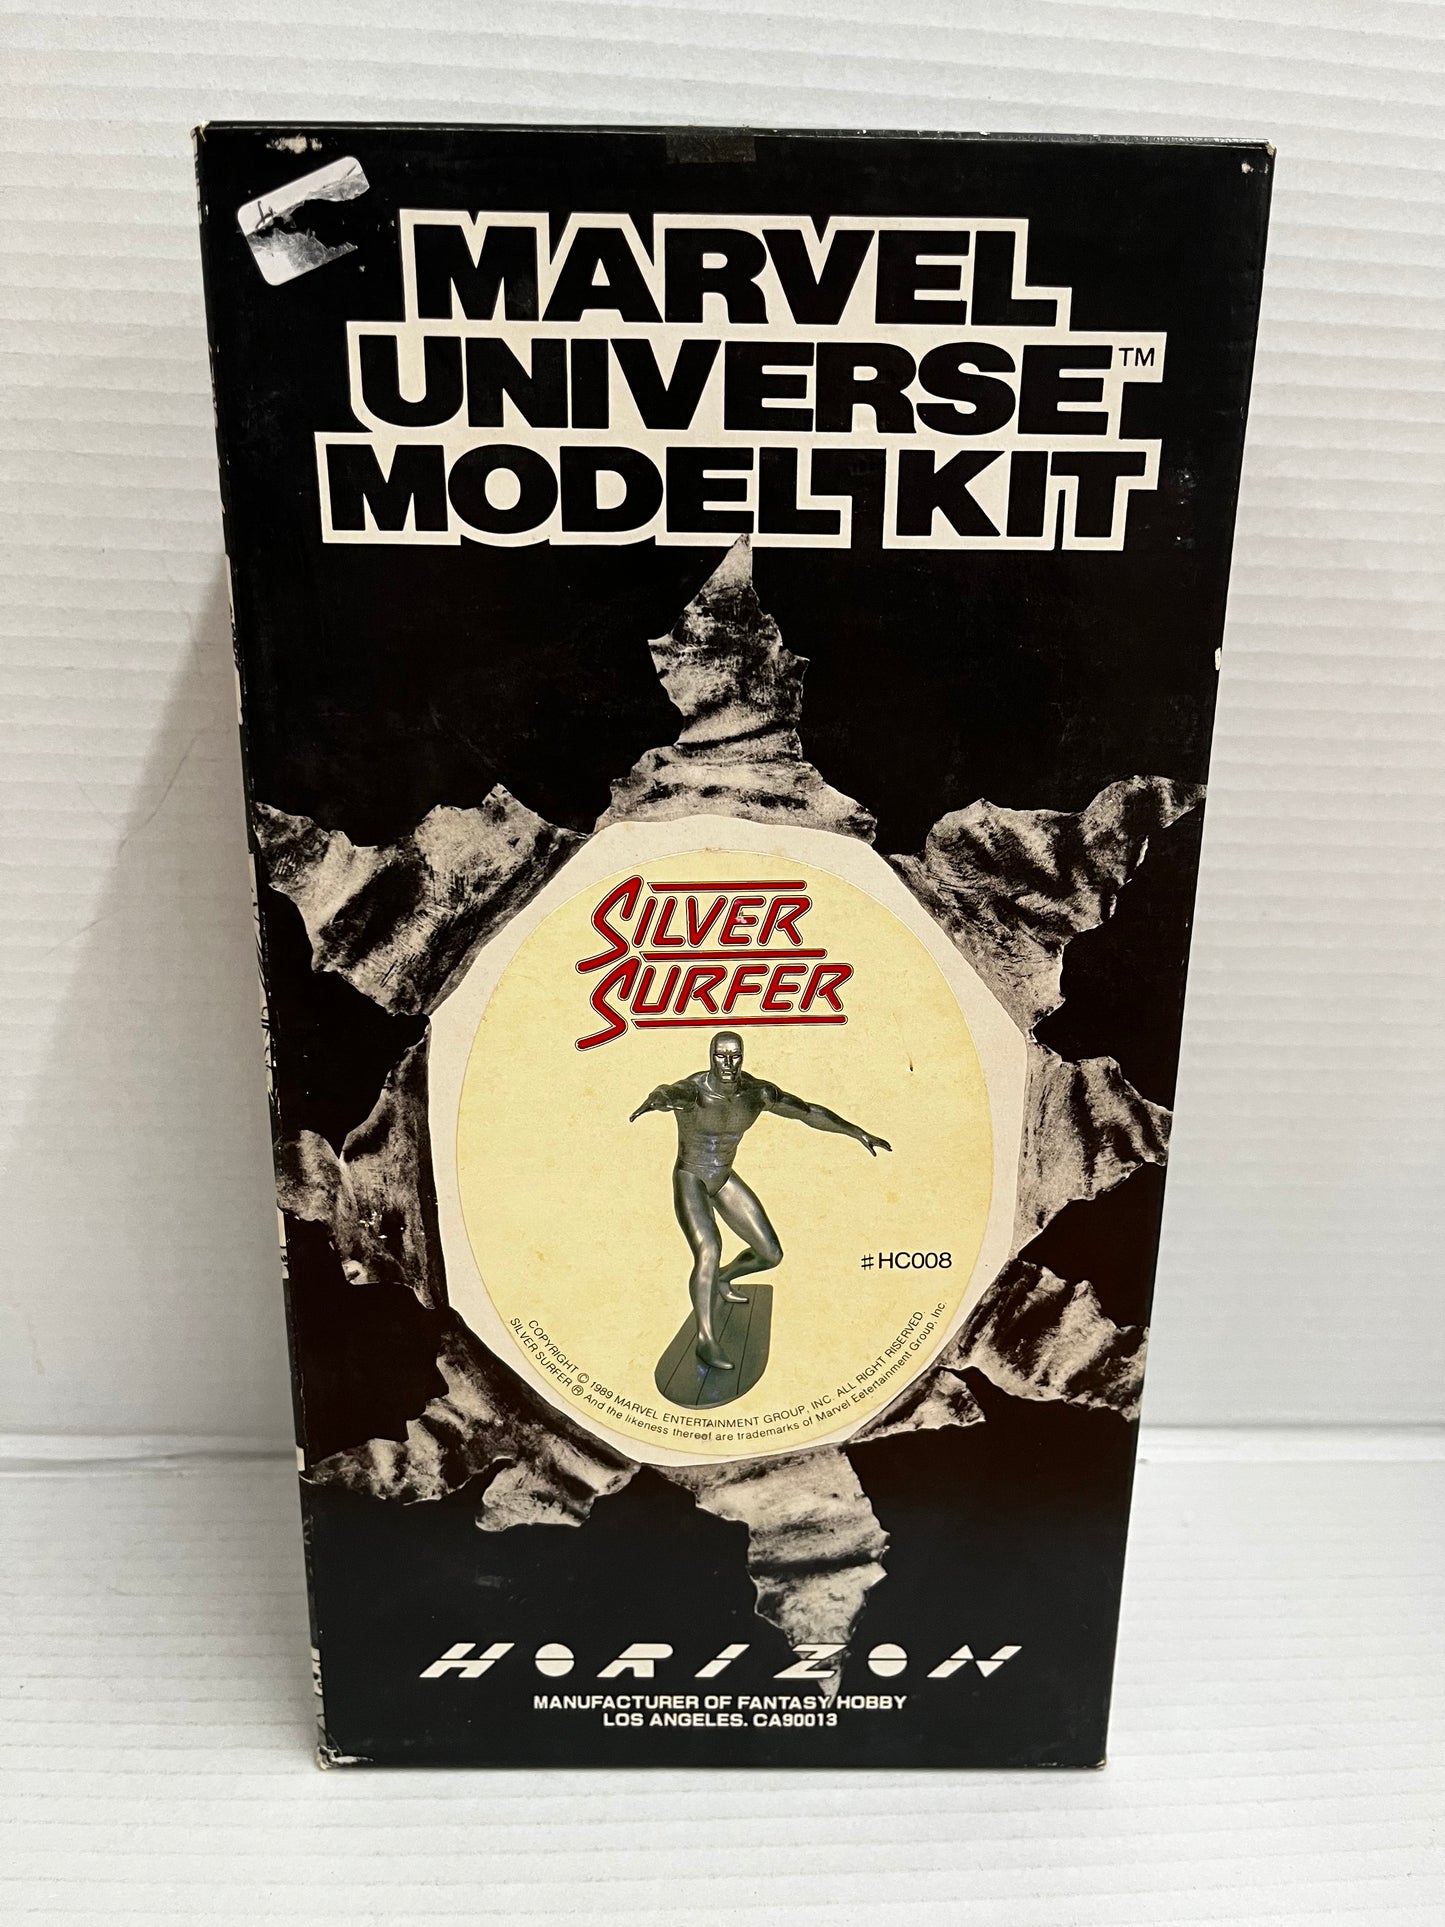 MARVEL
UNIVERSE™
MODEL KIT
SILVER
SURFER
#HC008
COPYRIGHT © 1989 MARVEL ENTERTAINMENT GROUP, INC. ALL RIGHT RISERVED.
SILVER SURFER ® And the likeness thereof are trademarks of Marvel Eetertainment Group, Inc.
HORIZON
MANUFACTURER OF FANTASY HOBBY
LOS ANGELES. CA90013